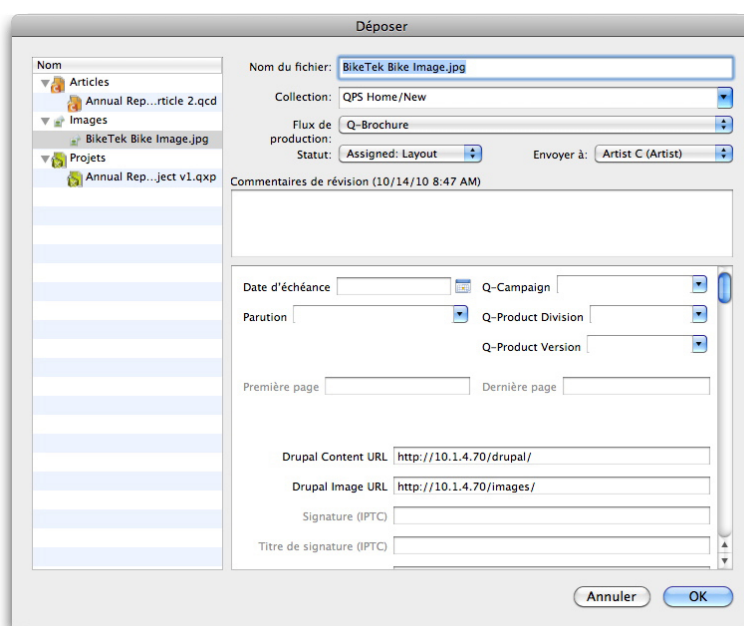 Déposer
Nom
Articles
Annual Rep...rticle 2.qcd
Images
BikeTek Bike Image.jpg
Projets
Annual Rep...ject v1.qxp
Nom du fichier: BikeTek Bike Image.jpg
Collection: QPS Home/New
Flux de production: Q-Brochure
Statut: Assigned: Layout Envoyer à: Artist C (Artist)
Commentaires de révision (10/14/10 8:47 AM)
Date d'échéance Q-Campaign
Parution Q-Product Division
Q-Product Version
Première page Dernière page
Drupal Content URL http://10.1.4.70/drupal/
Drupal Image URL http://10.1.4.70/images/
Signature (IPTC)
Titre de signature (IPTC)
Annuler OK